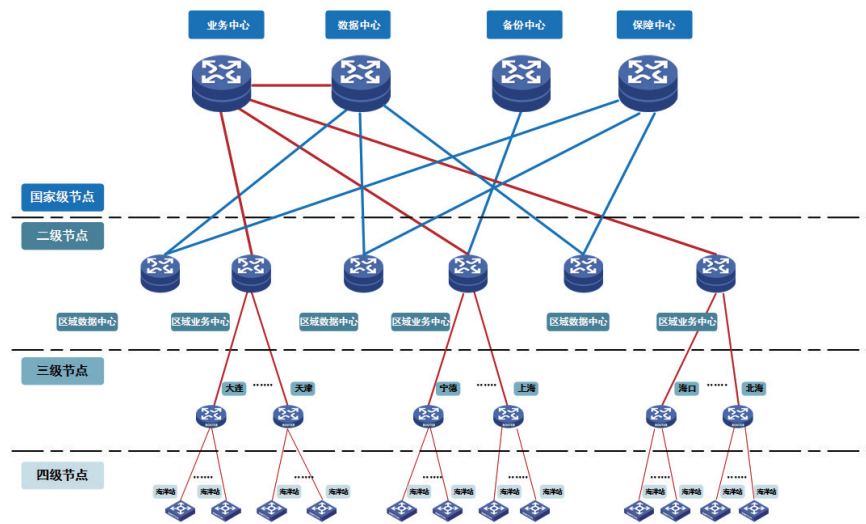 业务中心
数据中心
备份中心
保障中心
国家级节点
二级节点
区域数据中心
区域业务中心
区域数据中心
区域业务中心
区域数据中心
区域业务中心
三级节点
大连
……
天津
宁德
……
上海
海口
……
北海
ROUTER
ROUTER
ROUTER
ROUTER
ROUTER
ROUTER
四级节点
……
……
……
……
……
……
海洋站
海洋站
海洋站
海洋站
海洋站
海洋站
海洋站
海洋站
海洋站
海洋站
海洋站
海洋站